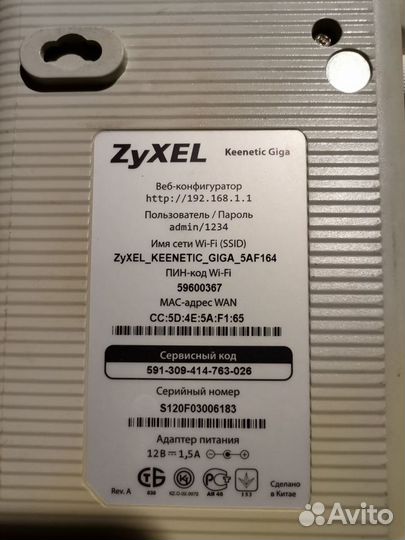 ZyXEL Keenetic Giga
Веб-конфигуратор
http://192.168.1.1
Пользователь / Пароль
admin/1234
Имя сети Wi-Fi (SSID)
ZyXEL_KEENETIC_GIGA_5AF164
ПИН-код Wi-Fi
59600367
MAC-адрес WAN
CC:5D:4E:5A:F1:65
Сервисный код
591-309-414-763-026
Серийный номер
S120F03006183
Адаптер питания
12В 1,5А
Rev. A
Сделано
в Китае
Avito